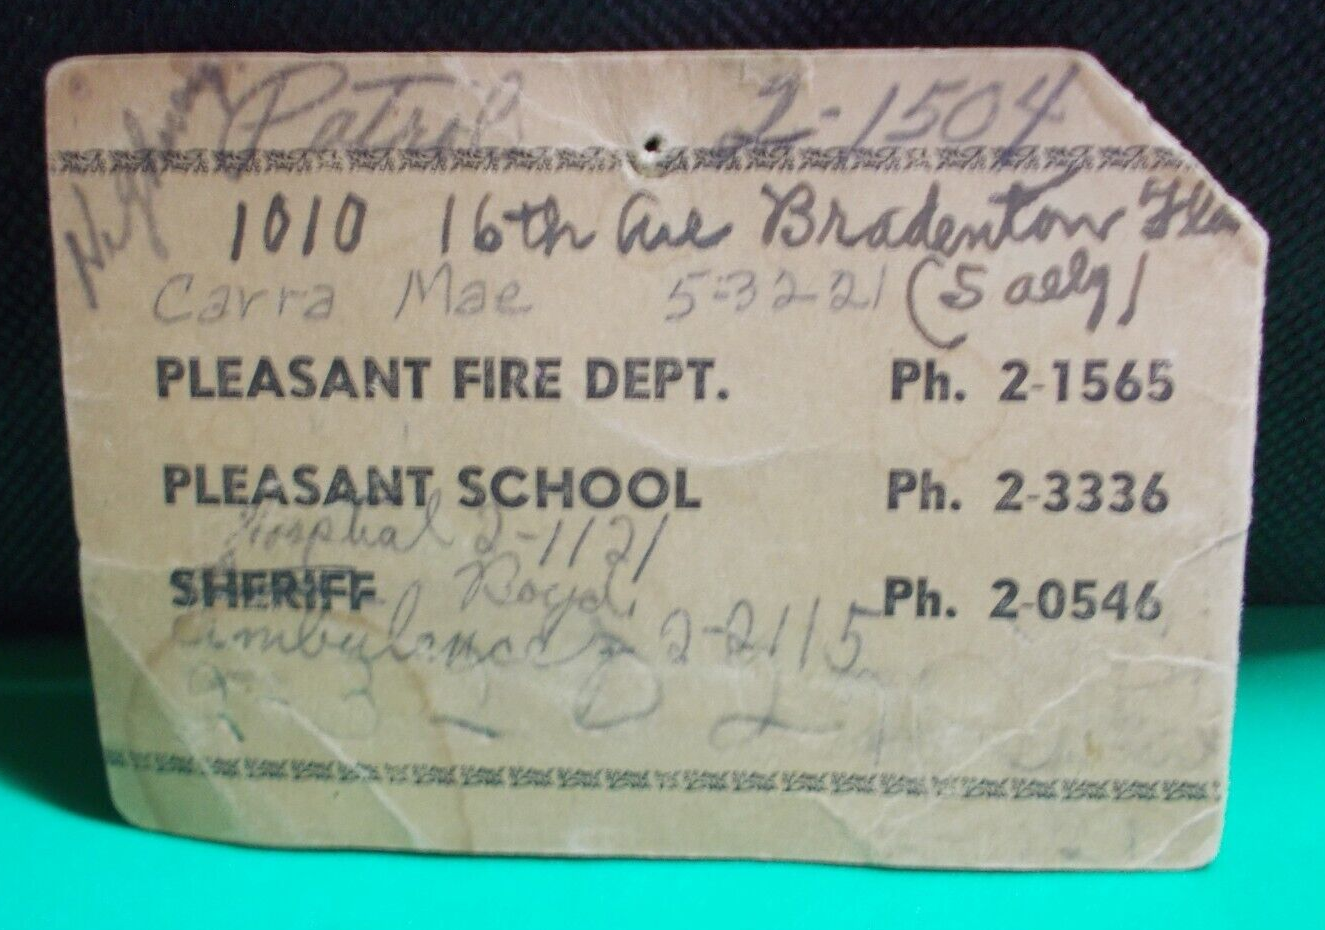 Highway Patrol 2-1504
1010 16th Ave Bradenton Fla
Carra Mae 5-32-21 (Sally)
PLEASANT FIRE DEPT. Ph. 2-1565
PLEASANT SCHOOL Ph. 2-3336
Hospital 2-1121
SHERIFF Boyd Ph. 2-0546
Ambulance 2-2115